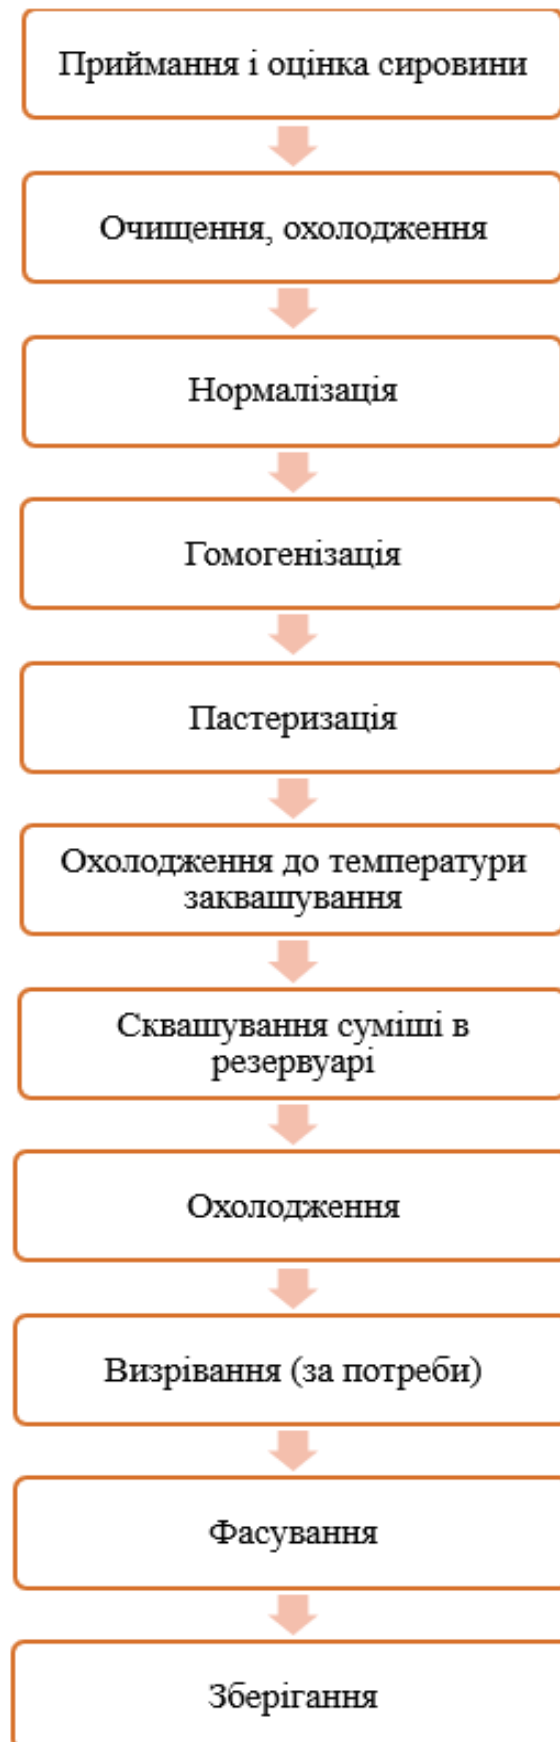 Приймання і оцінка сировини
Очищення, охолодження
Нормалізація
Гомогенізація
Пастеризація
Охолодження до температури
заквашування
Сквашування суміші в
резервуарі
Охолодження
Визрівання (за потреби)
Фасування
Зберігання